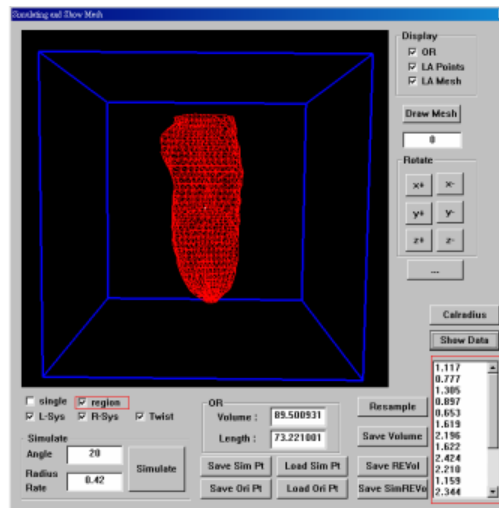 Simulating and Show Mesh
Display
OR
LA Points
LA Mesh
Draw Mesh
0
Rotate
x+ x-
y+ y-
z+ z-
...
Calradius
Show Data
1.117
0.777
1.305
0.897
0.653
1.619
2.196
1.622
2.424
2.210
1.159
2.344
single region
L-Sys R-Sys Twist
Simulate
Angle 20
Radius Rate 0.42
Simulate
OR
Volume : 89.500931
Length : 73.221001
Save Sim Pt Load Sim Pt
Save Ori Pt Load Ori Pt
Resample
Save Volume
Save REVol
Save SimREVo